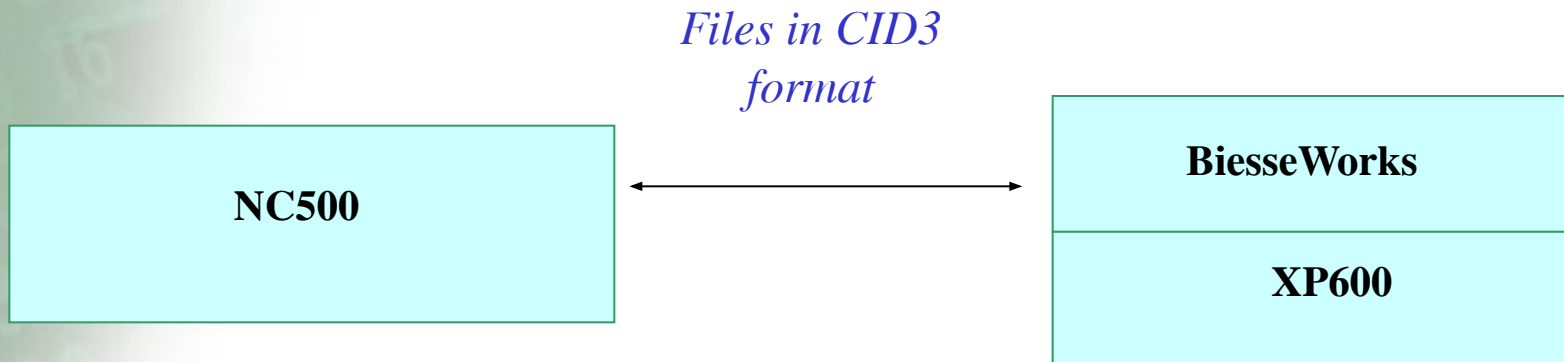 Files in CID3
format
NC500
BiesseWorks
XP600